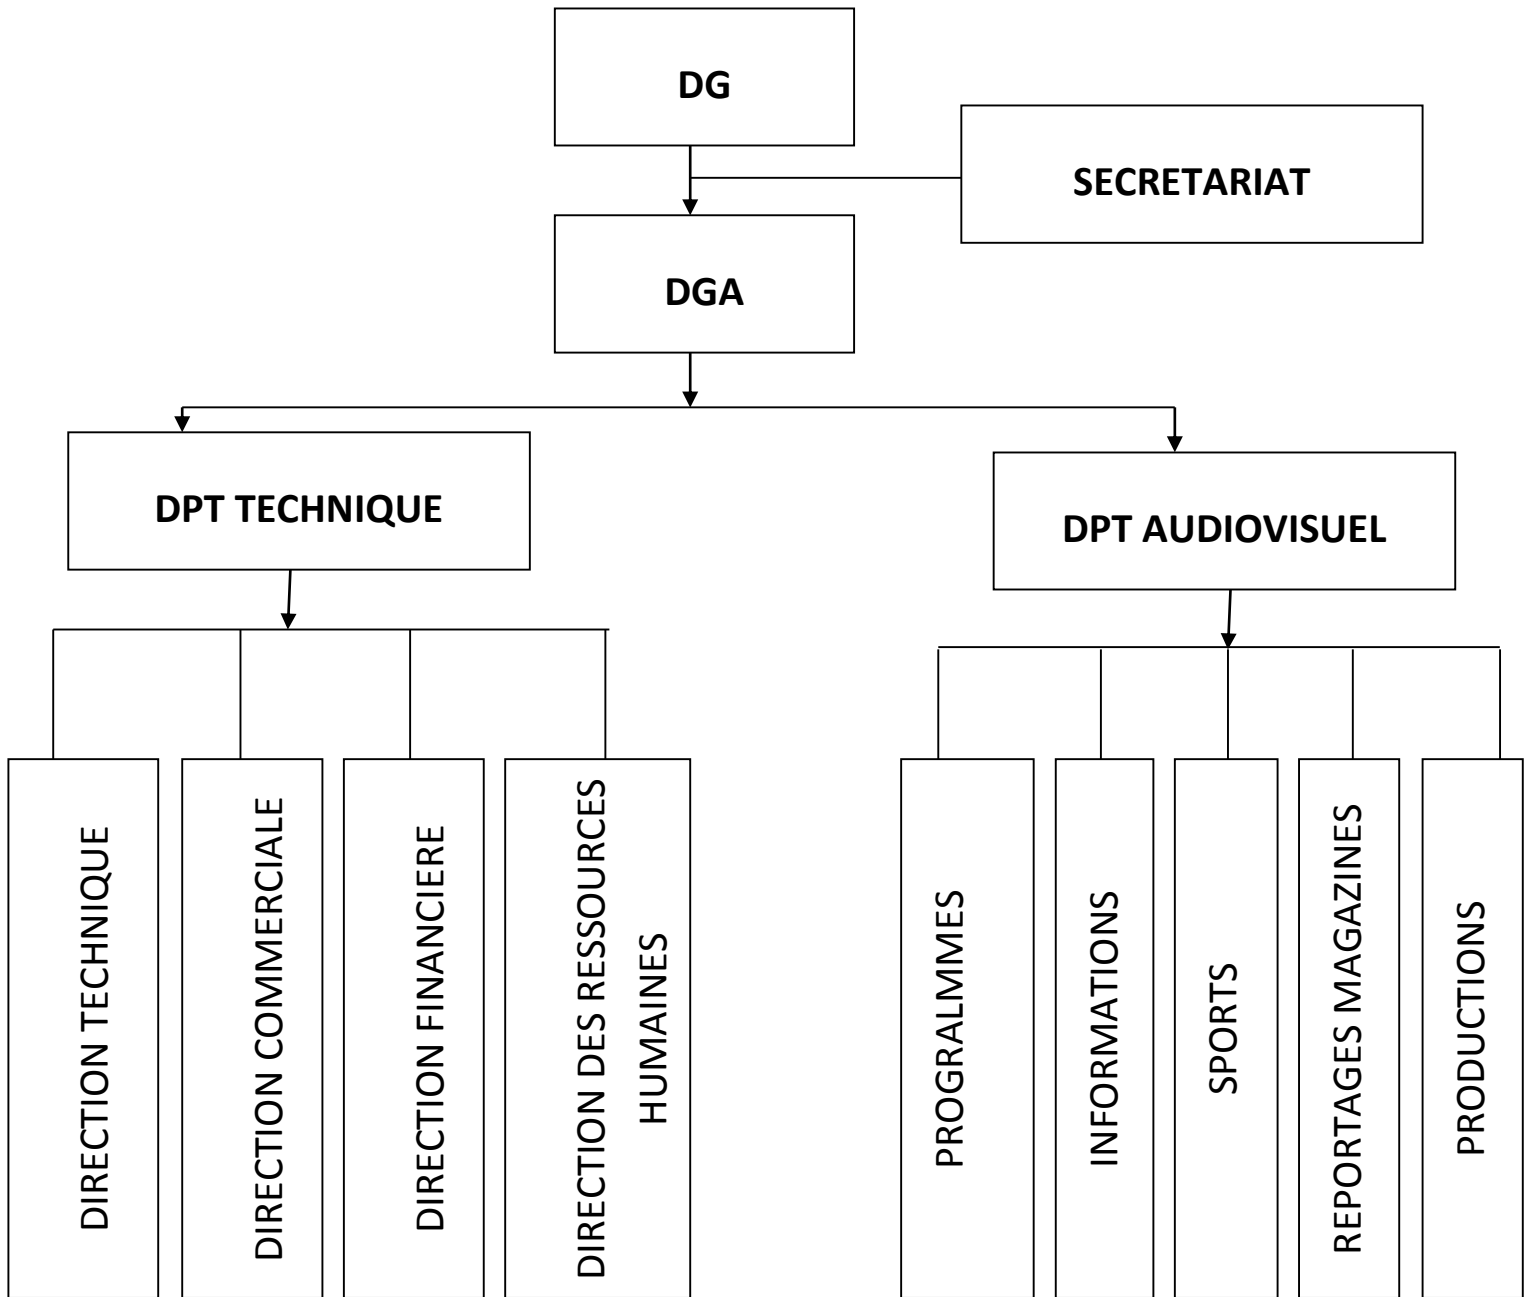 DG
SECRETARIAT
DGA
DPT TECHNIQUE
DPT AUDIOVISUEL
DIRECTION TECHNIQUE
DIRECTION COMMERCIALE
DIRECTION FINANCIERE
DIRECTION DES RESSOURCES
HUMAINES
PROGRALMMES
INFORMATIONS
SPORTS
REPORTAGES MAGAZINES
PRODUCTIONS